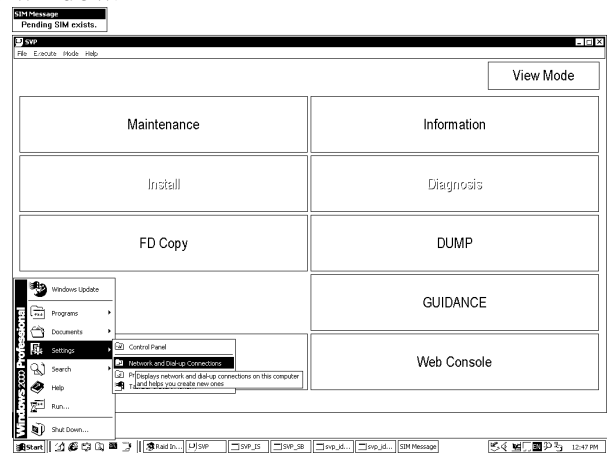 SIM Message
Pending SIM exists.
SVP
File Execute Mode Help
View Mode
Maintenance
Information
Install
Diagnosis
FD Copy
DUMP
GUIDANCE
Web Console
Windows 2000 Professional
Windows Update
Programs
Documents
Settings
Search
Help
Run...
Shut Down...
Control Panel
Network and Dial-up Connections
Displays network and dial-up connections on this computer
and helps you create new ones
Start
Raid In...
SVP
SVP_IS
SVP_SB
svp_id...
svp_id...
SIM Message
EN
12:47 PM